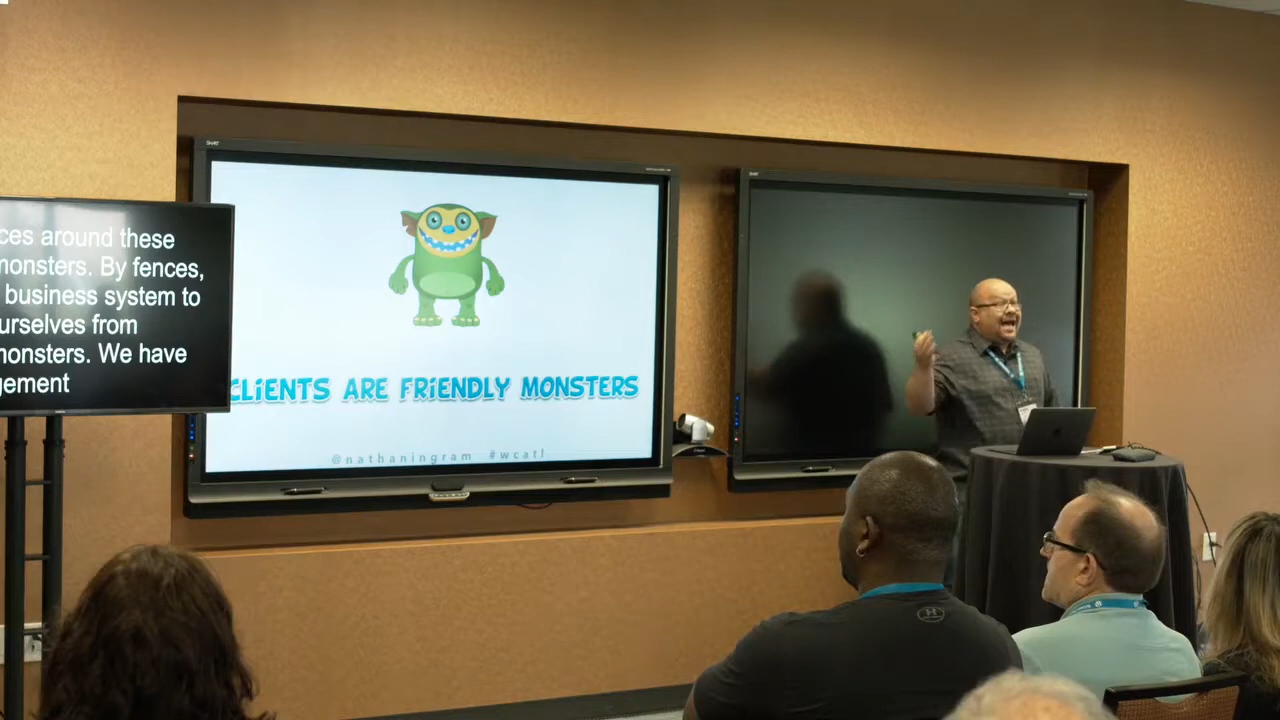 ces around these
monsters. By fences,
business system to
urselves from
monsters. We have
gement
SMART
CLIENTS ARE FRIENDLY MONSTERS
@nathaningram #wcatl